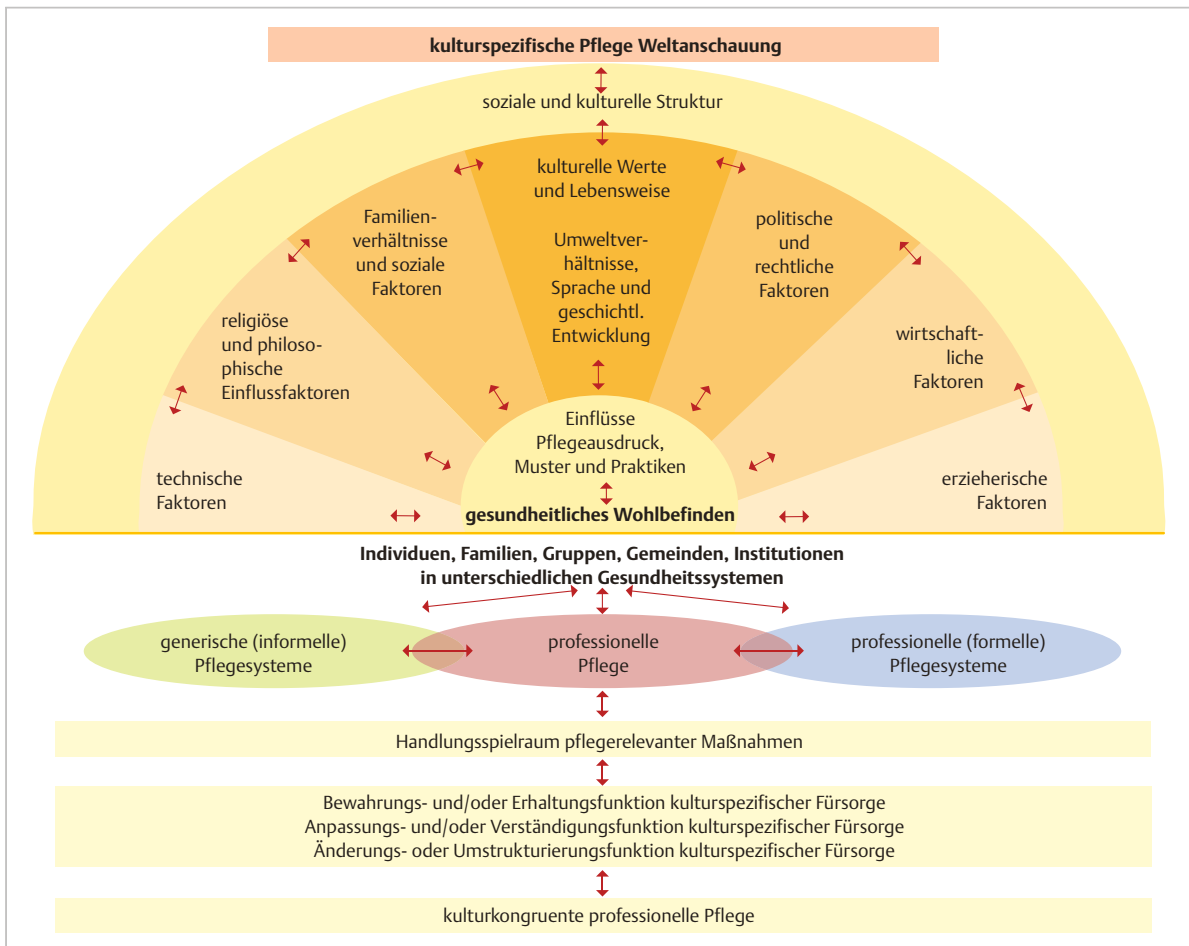 kulturspezifische Pflege Weltanschauung
soziale und kulturelle Struktur
kulturelle Werte
und Lebensweise
Umweltver-
hältnisse,
Sprache und
geschichtl.
Entwicklung
Familien-
verhältnisse
und soziale
Faktoren
politische
und
rechtliche
Faktoren
religiöse
und philoso-
phische
Einflussfaktoren
wirtschaft-
liche
Faktoren
technische
Faktoren
erzieherische
Faktoren
Einflüsse
Pflegeausdruck,
Muster und Praktiken
gesundheitliches Wohlbefinden
Individuen, Familien, Gruppen, Gemeinden, Institutionen
in unterschiedlichen Gesundheitssystemen
generische (informelle)
Pflegesysteme
professionelle
Pflege
professionelle (formelle)
Pflegesysteme
Handlungsspielraum pflegerelevanter Maßnahmen
Bewahrungs- und/oder Erhaltungsfunktion kulturspezifischer Fürsorge
Anpassungs- und/oder Verständigungsfunktion kulturspezifischer Fürsorge
Änderungs- oder Umstrukturierungsfunktion kulturspezifischer Fürsorge
kulturkongruente professionelle Pflege